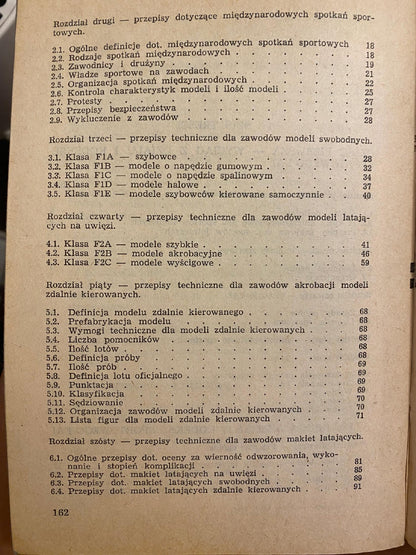 Rozdział drugi — przepisy dotyczące międzynarodowych spotkań spor-
towych.
2.1. Ogólne definicje dot. międzynarodowych spotkań sportowych 18
2.2. Rodzaje spotkań międzynarodowych . . . . . . 18
2.3. Zawodnicy i drużyny . . . . . . . . . 19
2.4. Władze sportowe na zawodach . . . . . . . 21
2.5. Organizacja spotkań międzynarodowych . . . . . 22
2.6. Kontrola charakterystyk modeli i ilość modeli . . . . 25
2.7. Protesty . . . . . . . . . . . . 27
2.8. Przepisy bezpieczeństwa . . . . . . . . 27
2.9. Wykluczenie z zawodów . . . . . . . . 28
Rozdział trzeci — przepisy techniczne dla zawodów modeli swobodnych.
3.1. Klasa F1A — szybowce . . . . . . . . 28
3.2. Klasa F1B — modele o napędzie gumowym . . . . 32
3.3. Klasa F1C — modele o napędzie spalinowym . . . . 34
3.4. Klasa F1D — modele halowe . . . . . . . 37
3.5. Klasa F1E — modele szybowców kierowane samoczynnie . . 40
Rozdział czwarty — przepisy techniczne dla zawodów modeli latają-
cych na uwięzi.
4.1. Klasa F2A — modele szybkie . . . . . . . 41
4.2. Klasa F2B — modele akrobacyjne . . . . . . 46
4.3. Klasa F2C — modele wyścigowe . . . . . . 59
Rozdział piąty — przepisy techniczne dla zawodów akrobacji modeli
zdalnie kierowanych.
5.1. Definicja modelu zdalnie kierowanego . . . . . 68
5.2. Prefabrykacja modelu . . . . . . . . 68
5.3. Wymogi techniczne dla modeli zdalnie kierowanych . . . 68
5.4. Liczba pomocników . . . . . . . . . 68
5.5. Ilość lotów . . . . . . . . . . . 68
5.6. Definicja próby . . . . . . . . . . 68
5.7. Ilość prób . . . . . . . . . . . 69
5.8. Definicja lotu oficjalnego . . . . . . . . 69
5.9. Punktacja . . . . . . . . . . . 69
5.10. Klasyfikacja . . . . . . . . . . 69
5.11. Sędziowanie . . . . . . . . . . 70
5.12. Organizacja zawodów modeli zdalnie kierowanych . . . 70
5.13. Lista figur dla modeli zdalnie kierowanych . . . . 71
Rozdział szósty — przepisy techniczne dla zawodów makiet latających.
6.1. Ogólne przepisy dot. oceny za wierność odwzorowania, wyko-
nanie i stopień komplikacji . . . . . . . 81
6.2. Przepisy dot. makiet latających na uwięzi . . . . 85
6.3. Przepisy dot. makiet latających swobodnych . . . . 89
6.4. Przepisy dot. makiet latających zdalnie kierowanych . . 91
162